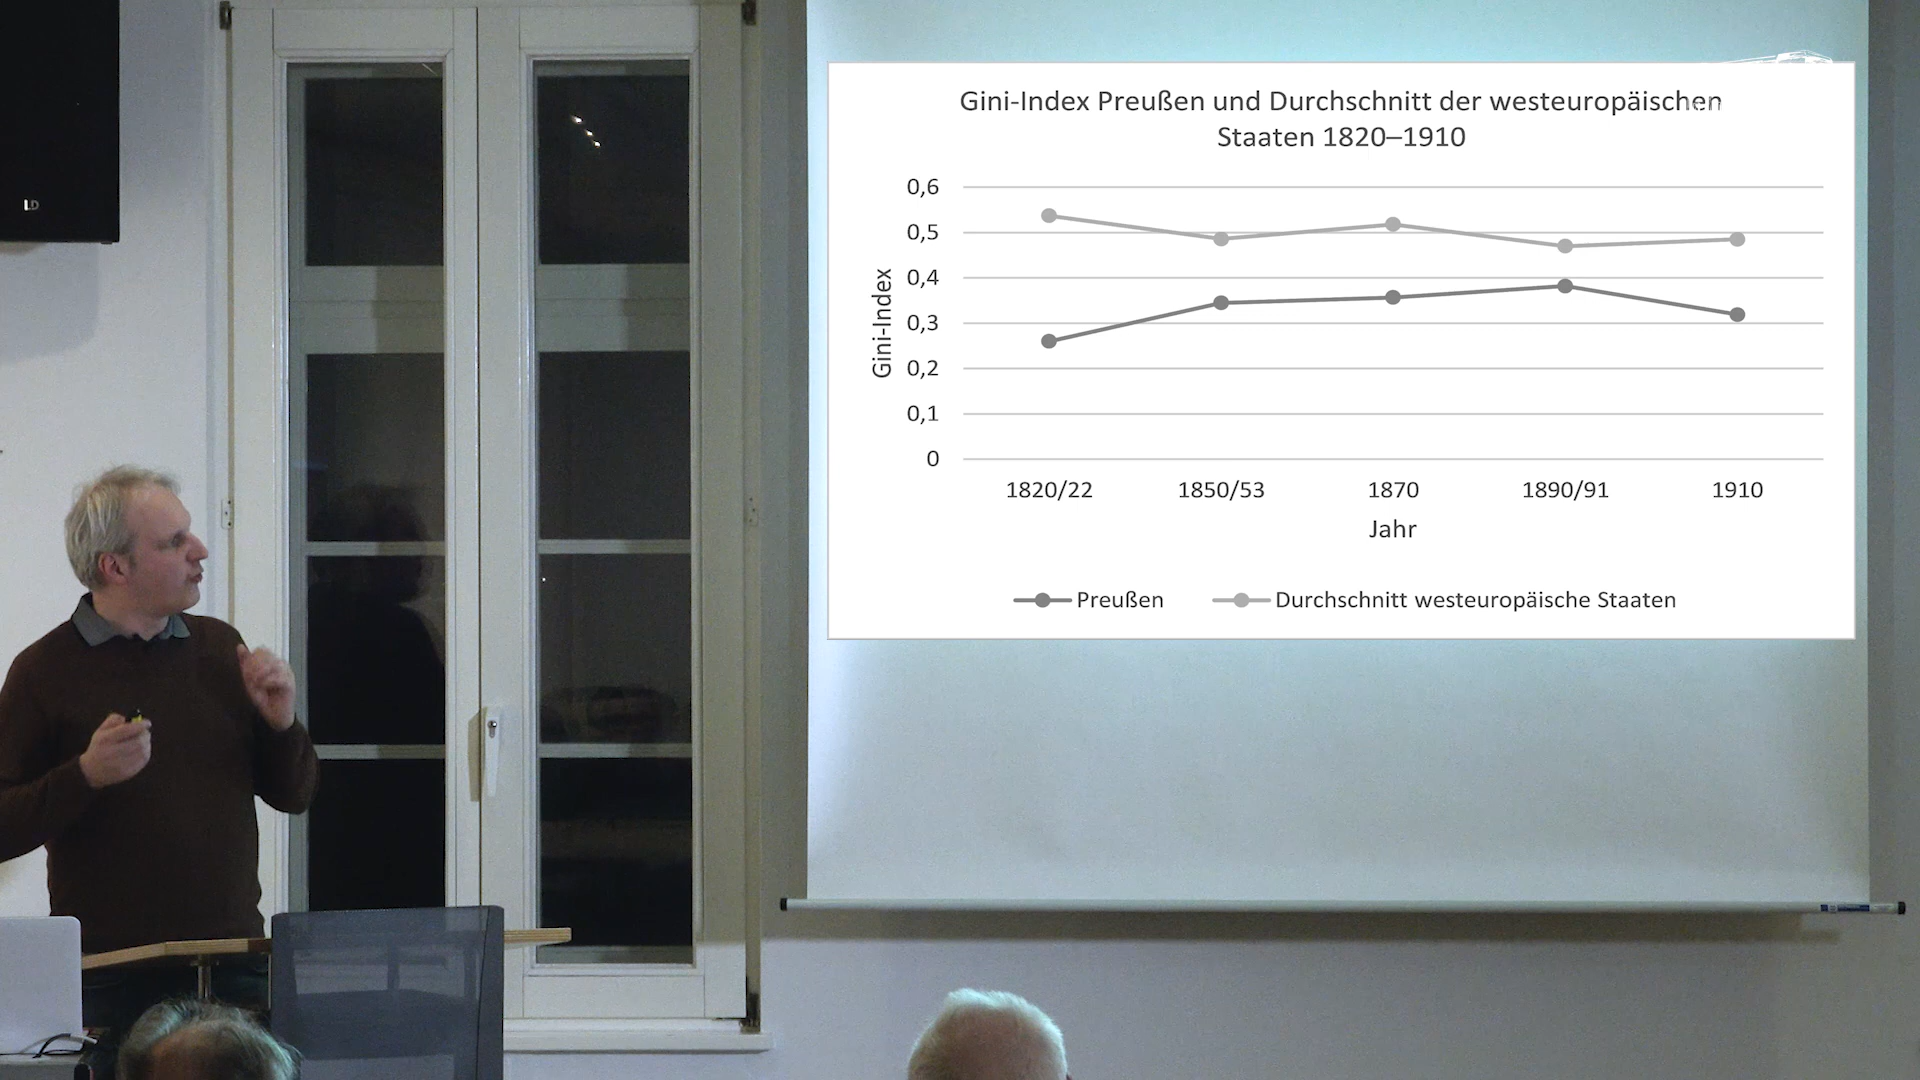 LD
Gini-Index Preußen und Durchschnitt der westeuropäischen
Staaten 1820–1910
Gini-Index
0,6
0,5
0,4
0,3
0,2
0,1
0
1820/22 1850/53 1870 1890/91 1910
Jahr
Preußen Durchschnitt westeuropäische Staaten